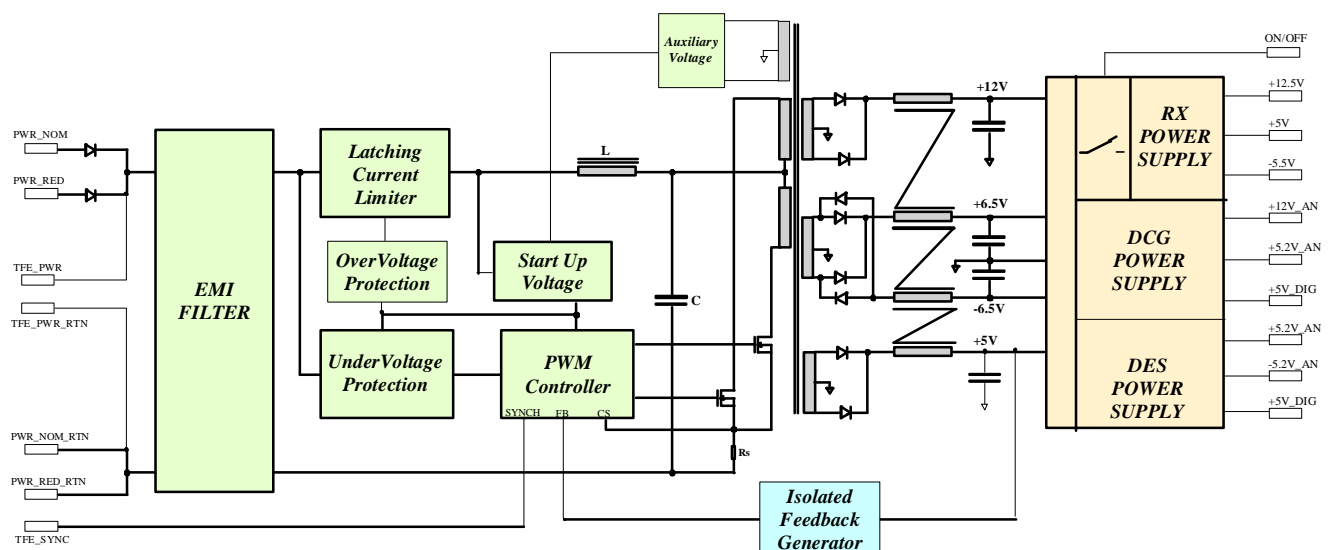 ON/OFF
Auxiliary
Voltage
+12V
+12.5V
RX
POWER
SUPPLY
+5V
-5.5V
PWR_NOM
PWR_RED
Latching
Current
Limiter
L
+6.5V
+12V_AN
DCG
POWER
SUPPLY
+5.2V_AN
+5V_DIG
TFE_PWR
TFE_PWR_RTN
EMI
FILTER
OverVoltage
Protection
Start Up
Voltage
C
-6.5V
UnderVoltage
Protection
PWM
Controller
SYNCH
FB
CS
+5V
+5.2V_AN
DES
POWER
SUPPLY
-5.2V_AN
+5V_DIG
PWR_NOM_RTN
PWR_RED_RTN
Rs
TFE_SYNC
Isolated
Feedback
Generator